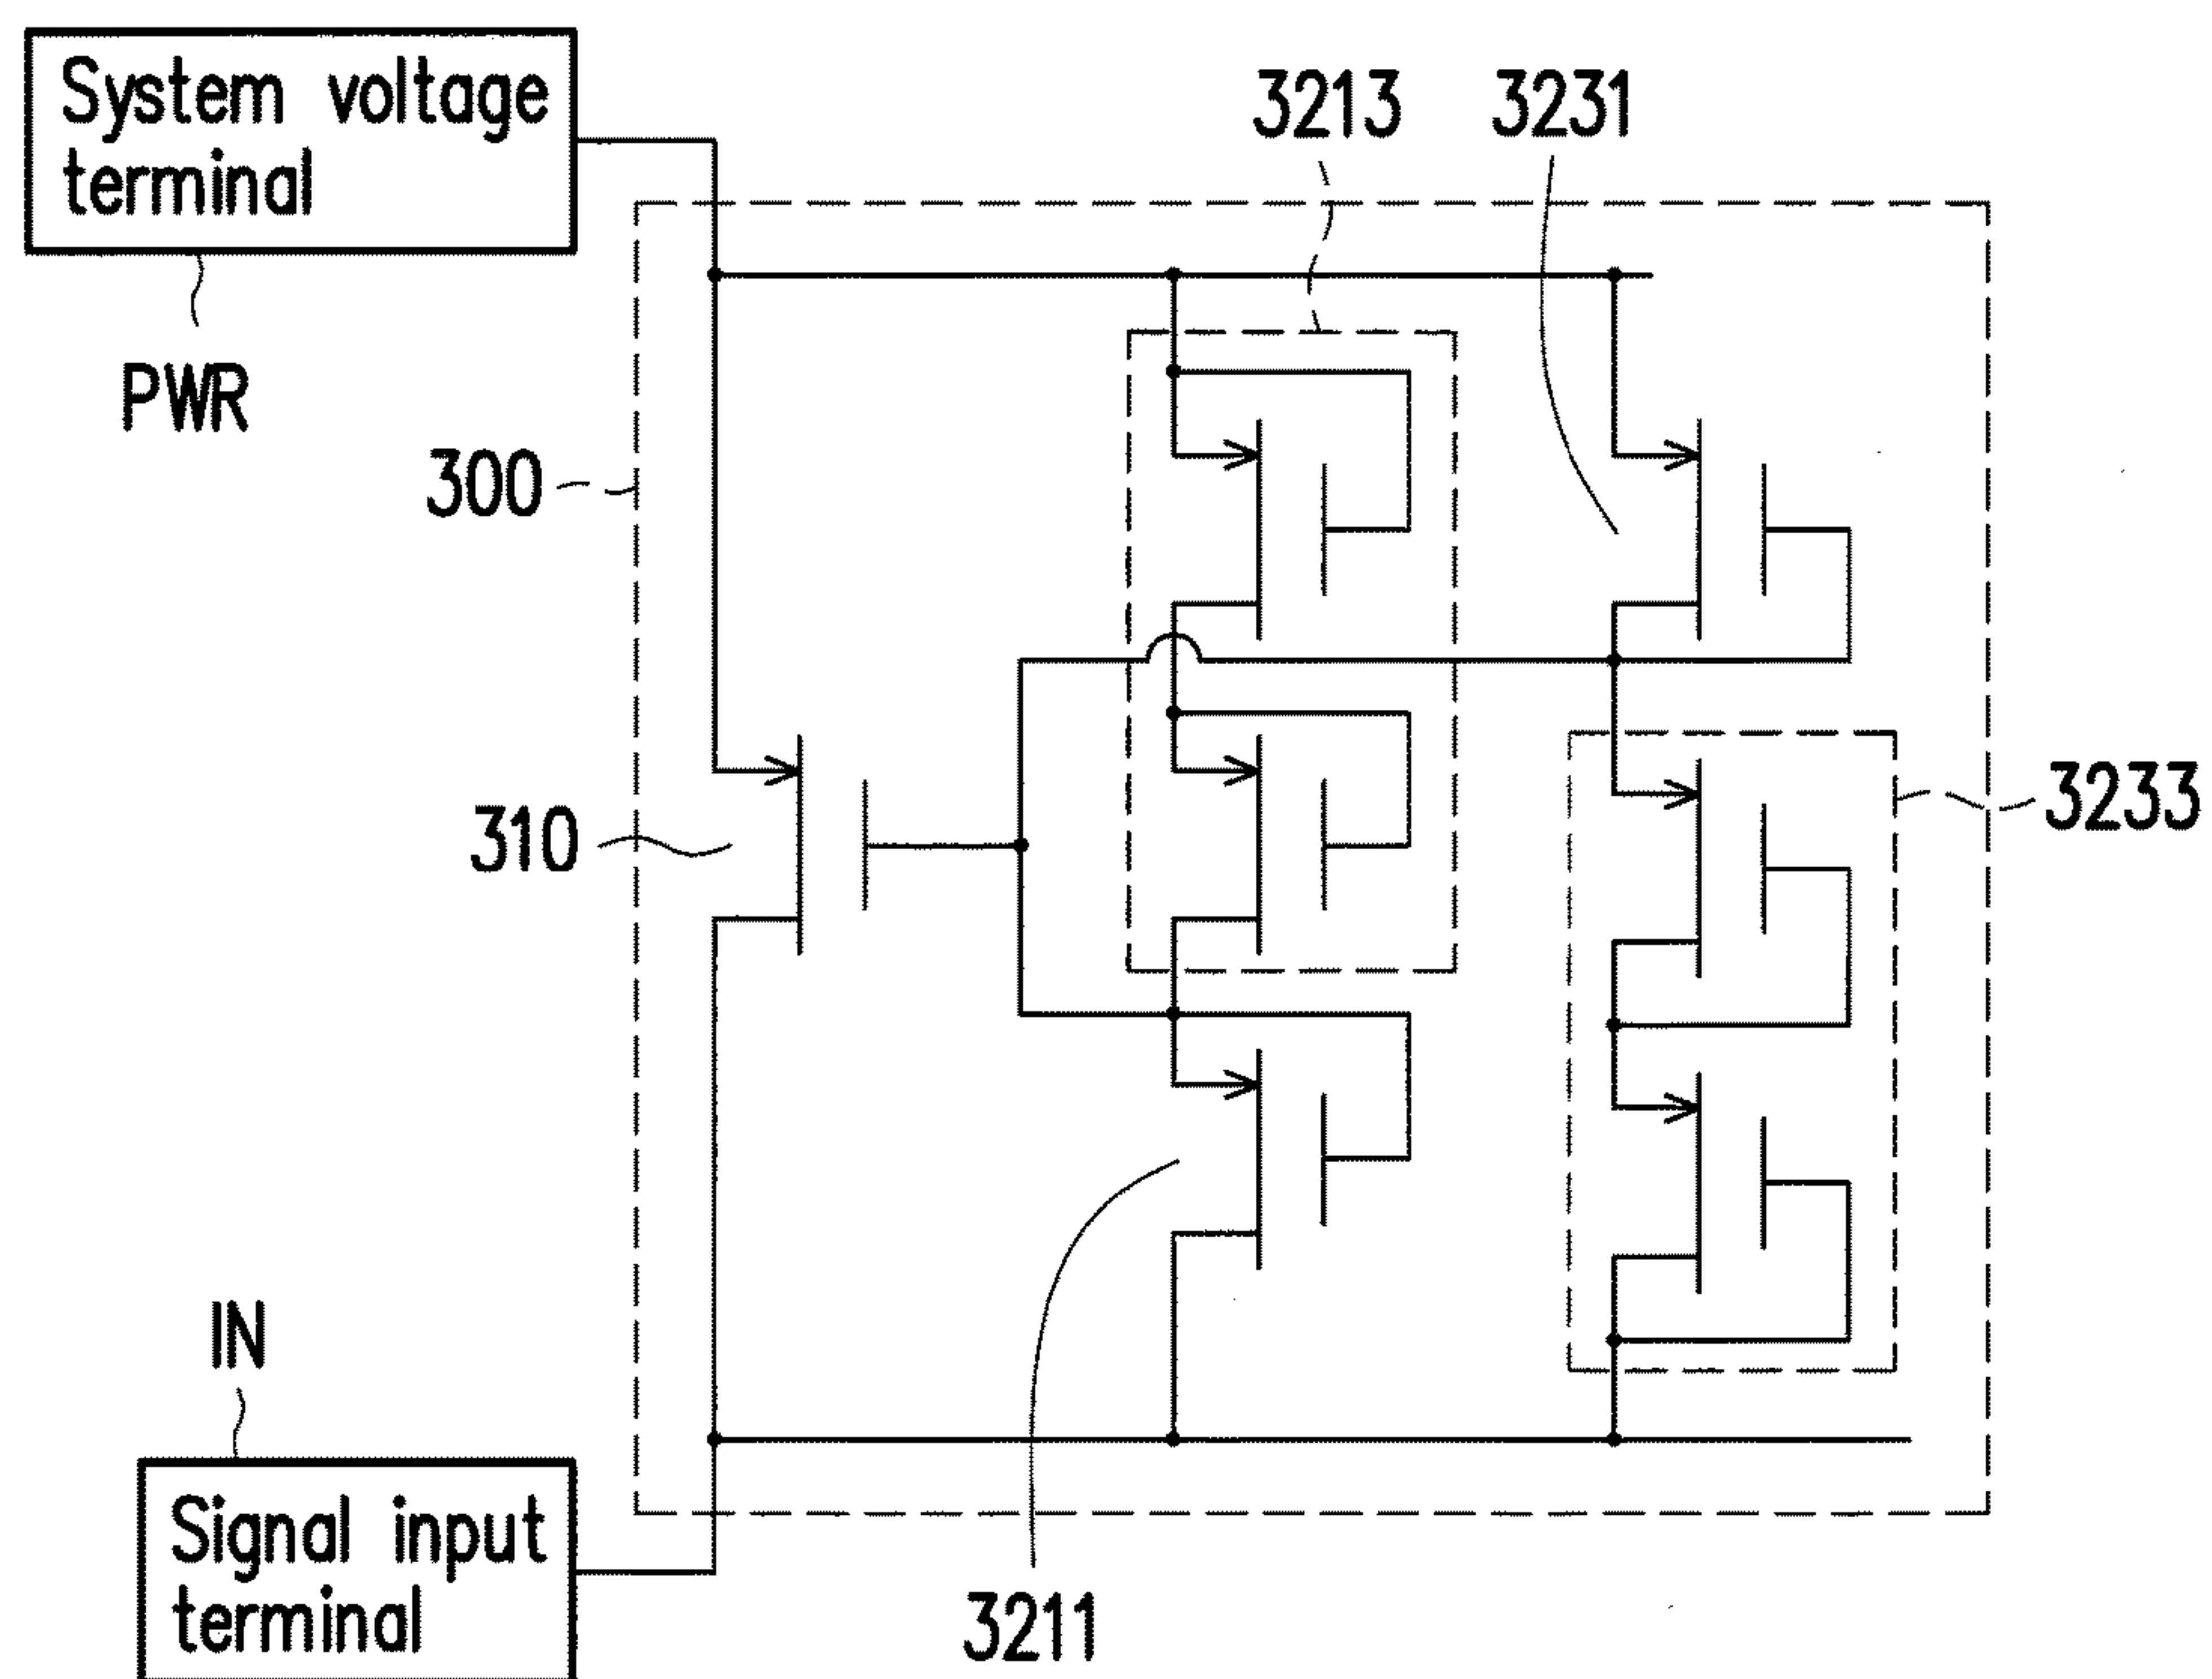 System voltage
terminal
PWR
3213
3231
300
310
3233
IN
Signal input
terminal
3211